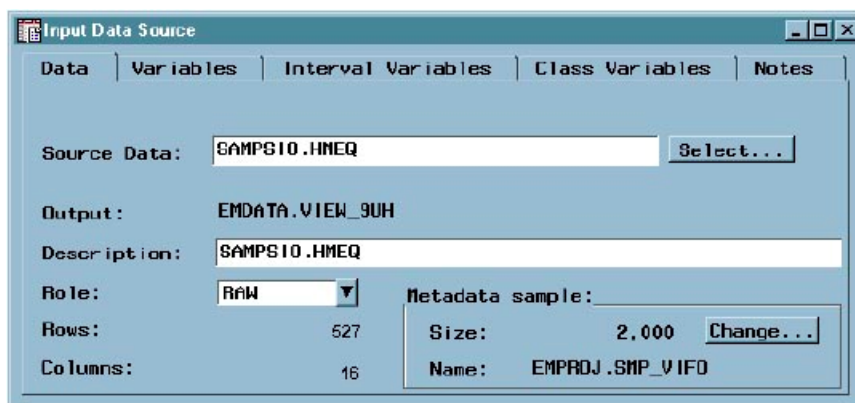 Input Data Source
Data Variables Interval Variables Class Variables Notes
Source Data: SAMPSIO.HMEQ Select...
Output: EMDATA.VIEW_9UH
Description: SAMPSIO.HMEQ
Role: RAW Metadata sample:
Rows: 527 Size: 2,000 Change...
Columns: 16 Name: EMPROJ.SMP_VIFO